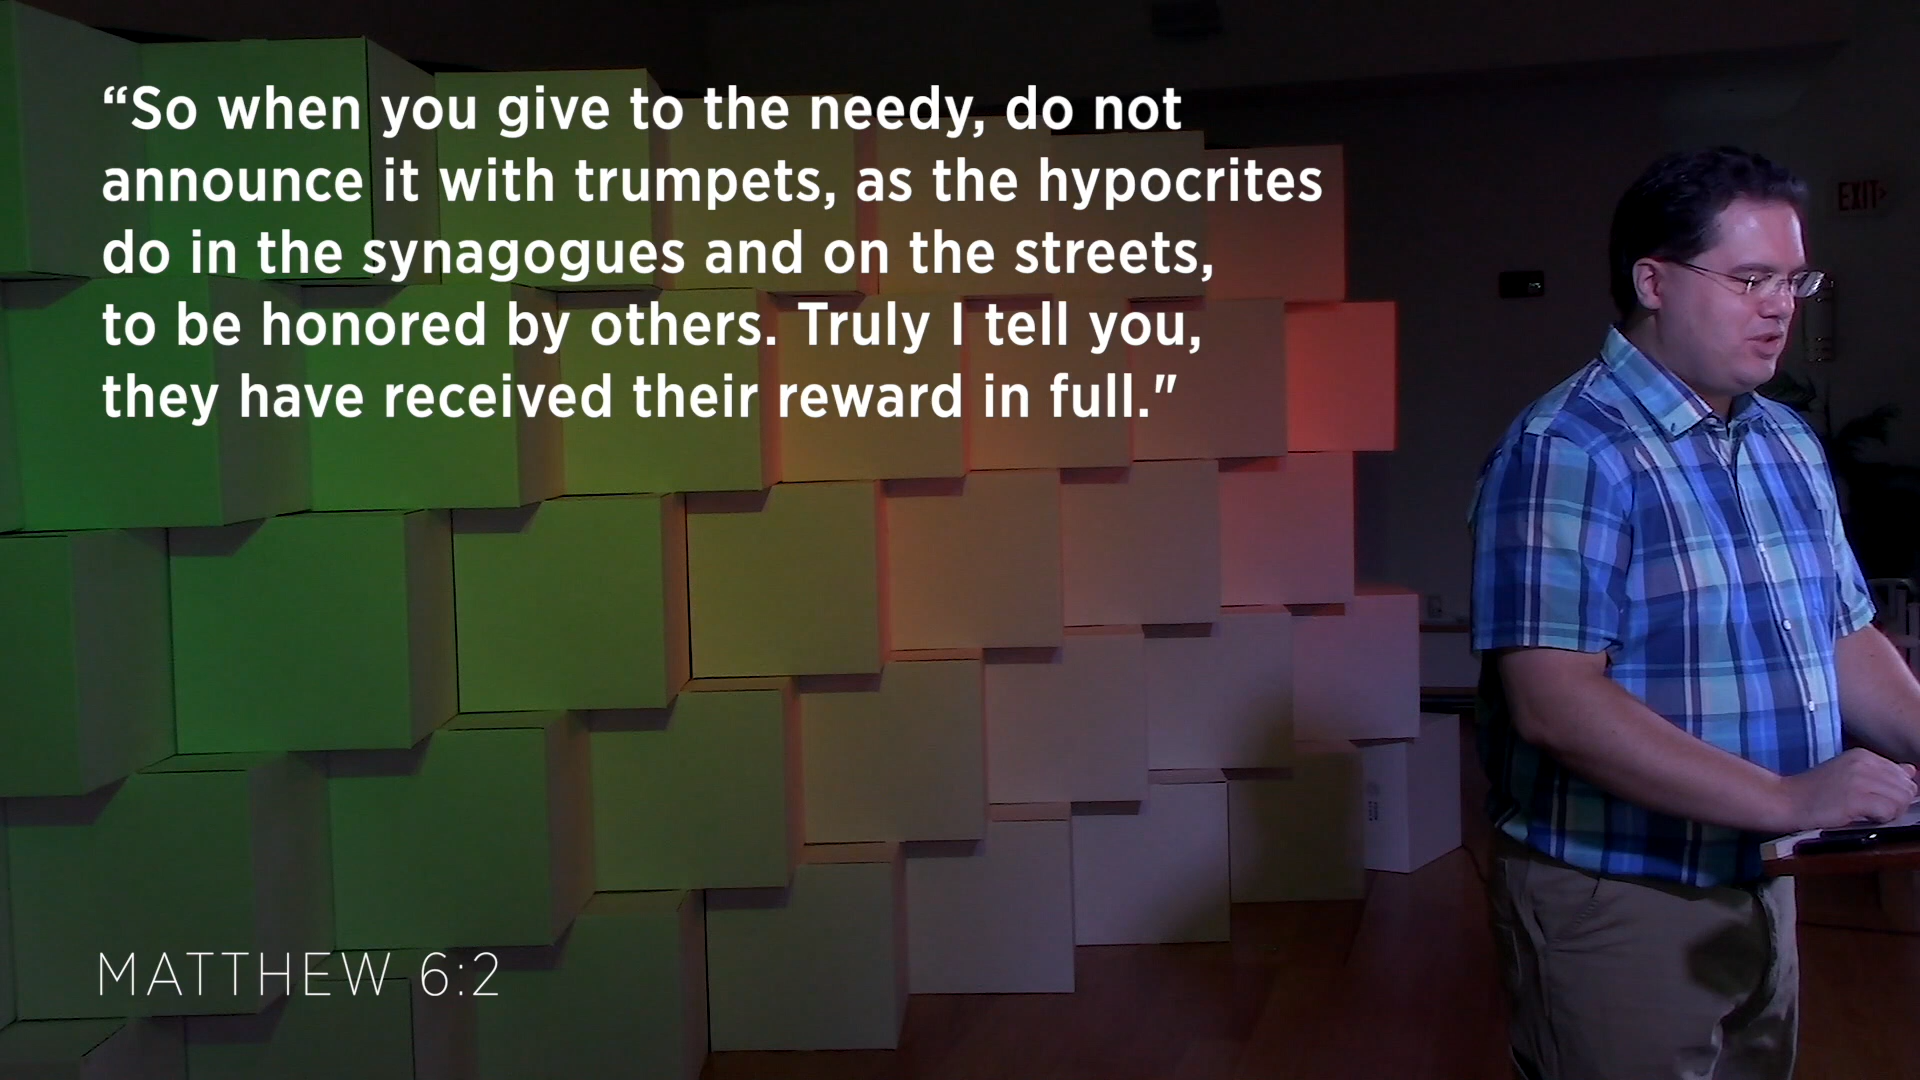 “So when you give to the needy, do not
announce it with trumpets, as the hypocrites
do in the synagogues and on the streets,
to be honored by others. Truly I tell you,
they have received their reward in full."
EXIT
MATTHEW 6:2